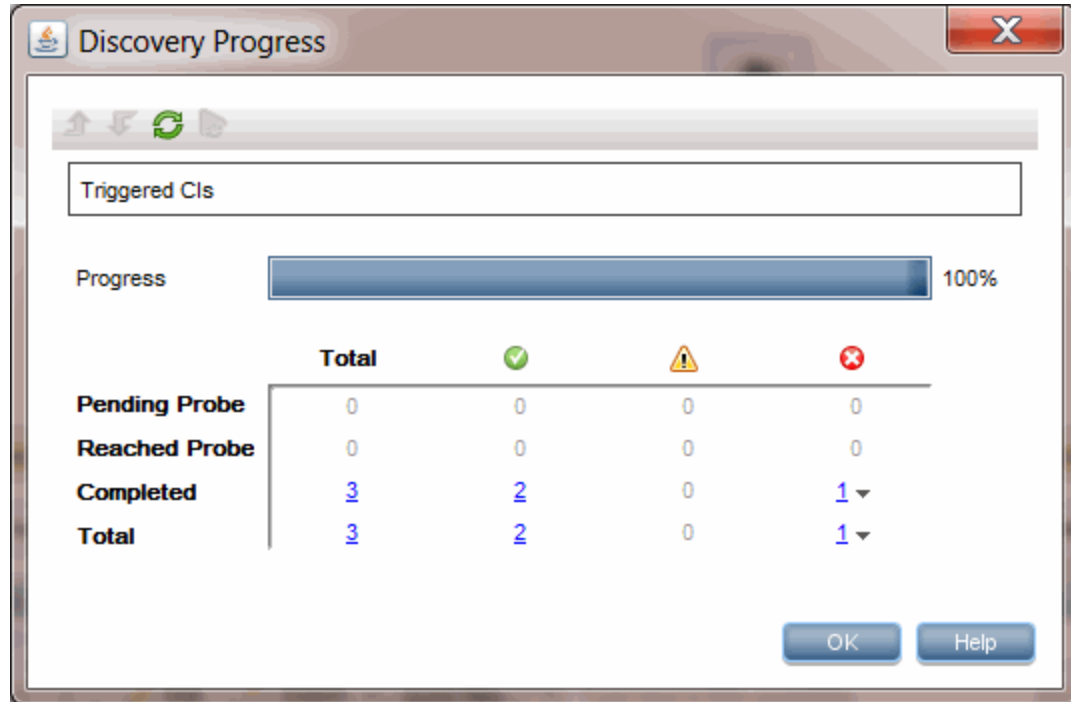 Discovery Progress
Triggered CIs
Progress 100%
Total
Pending Probe 0 0 0 0
Reached Probe 0 0 0 0
Completed 3 2 0 1
Total 3 2 0 1
OK Help